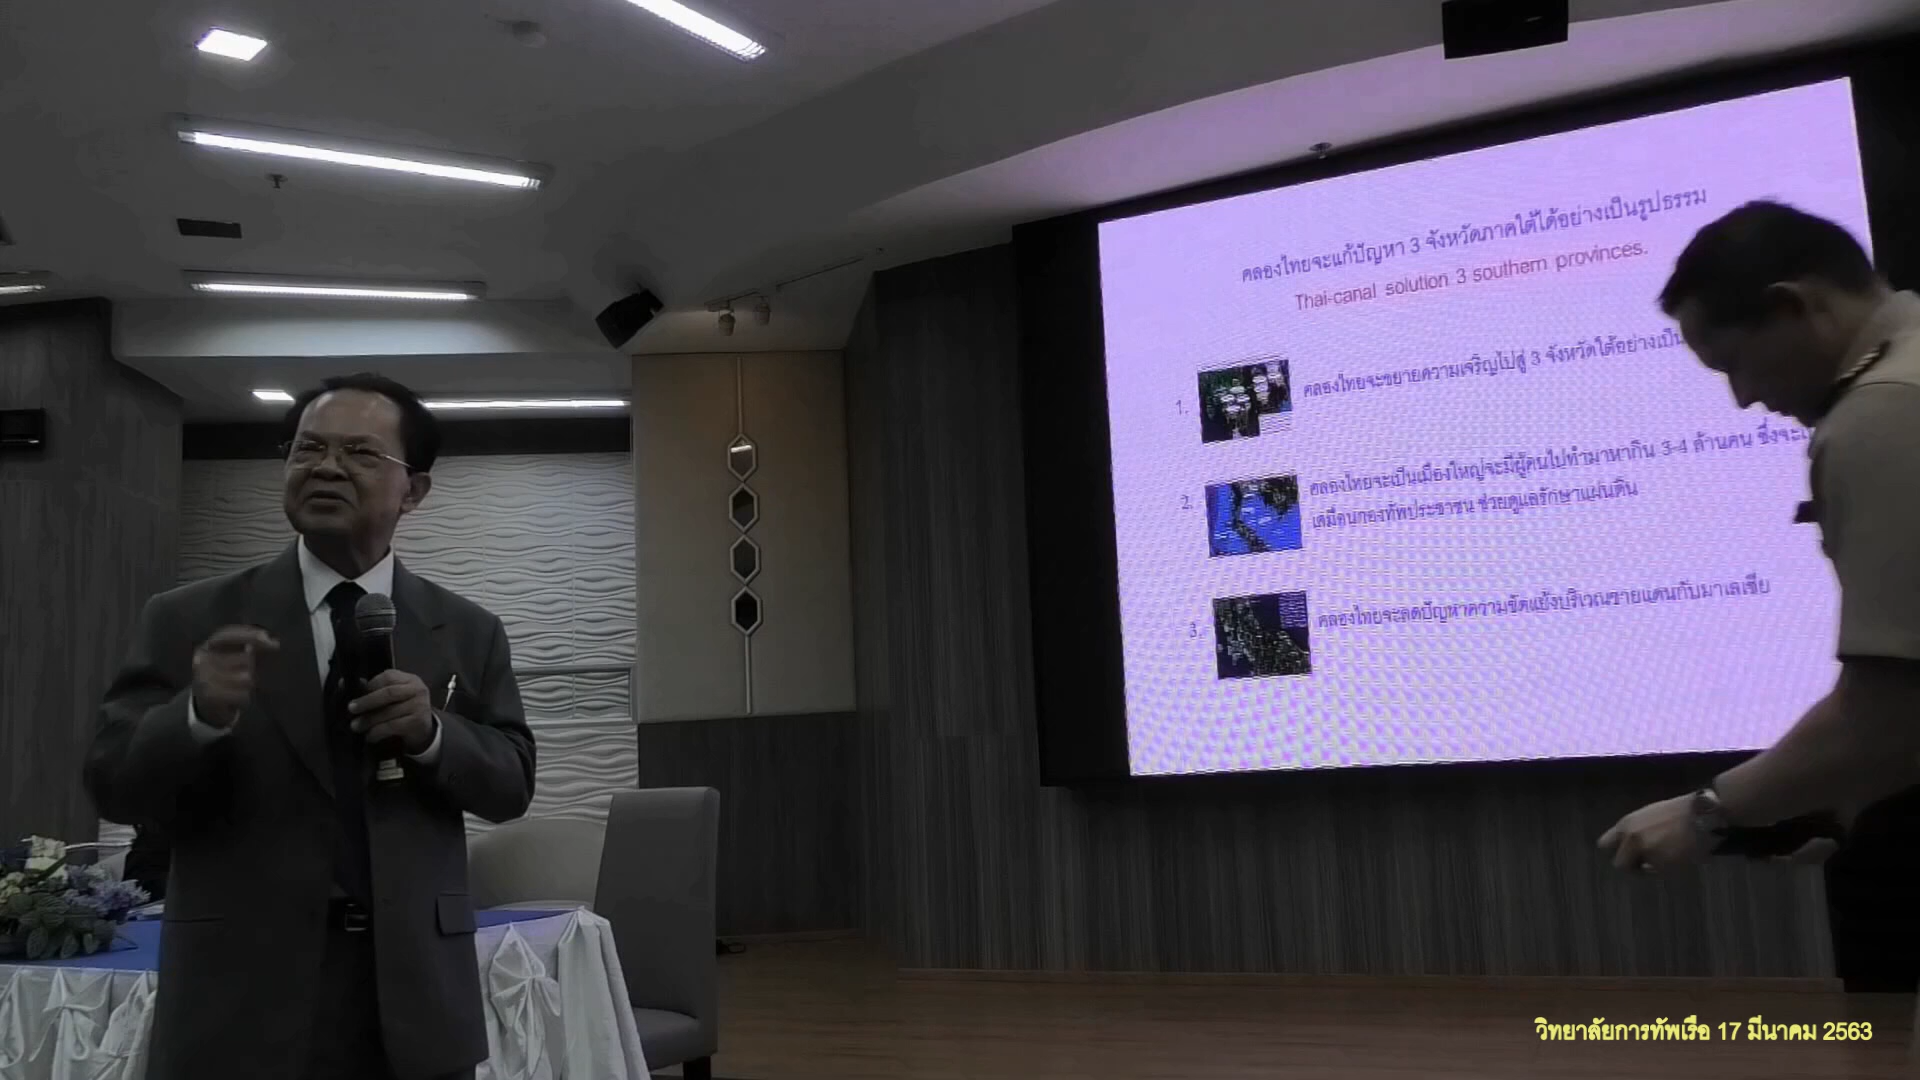 คลองไทยจะแก้ปัญหา 3 จังหวัดภาคใต้ได้อย่างเป็นรูปธรรม
Thai-canal solution 3 southern provinces.
1. คลองไทยจะขยายความเจริญไปสู่ 3 จังหวัดใต้อย่างเป็น
2. คลองไทยจะเป็นเมืองใหญ่จะมีผู้คนไปทำมาหากิน 3-4 ล้านคน ซึ่งจะ
เสมือนกองทัพประชาชน ช่วยดูแลรักษาแผ่นดิน
3. คลองไทยจะลดปัญหาความขัดแย้งบริเวณชายแดนกับมาเลเซีย
วิทยาลัยการทัพเรือ 17 มีนาคม 2563